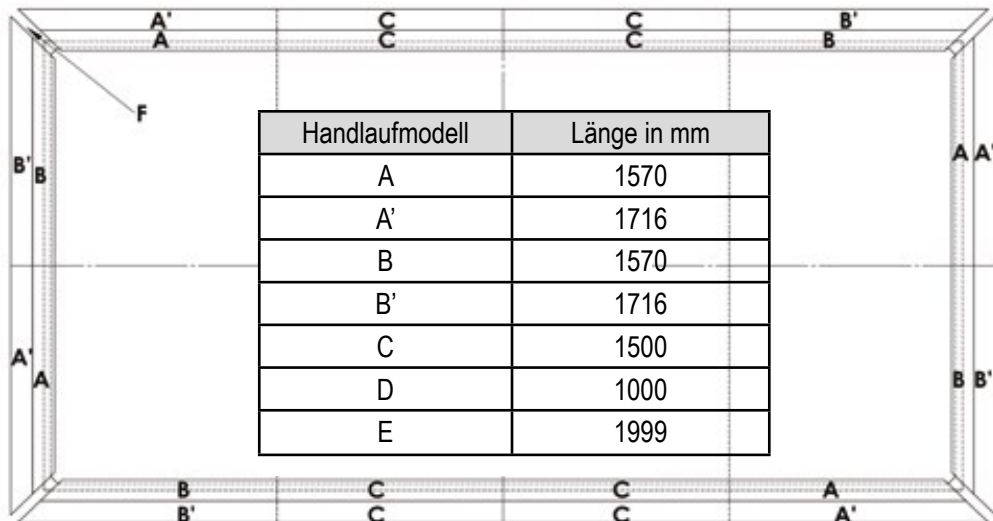 A' C C B'
A C C B
F
B' B
A A'
Handlaufmodell Länge in mm
A 1570
A’ 1716
B 1570
B’ 1716
C 1500
D 1000
E 1999
A' A
B B'
B C C A
B' C C A'